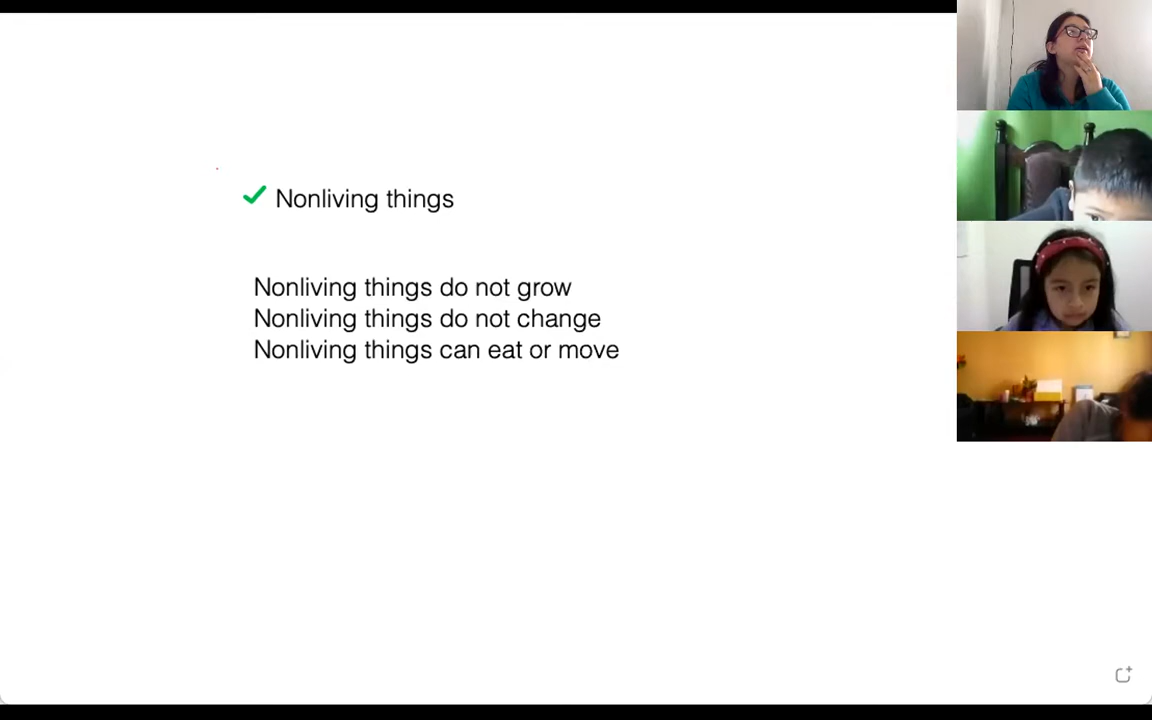 Nonliving things
Nonliving things do not grow
Nonliving things do not change
Nonliving things can eat or move